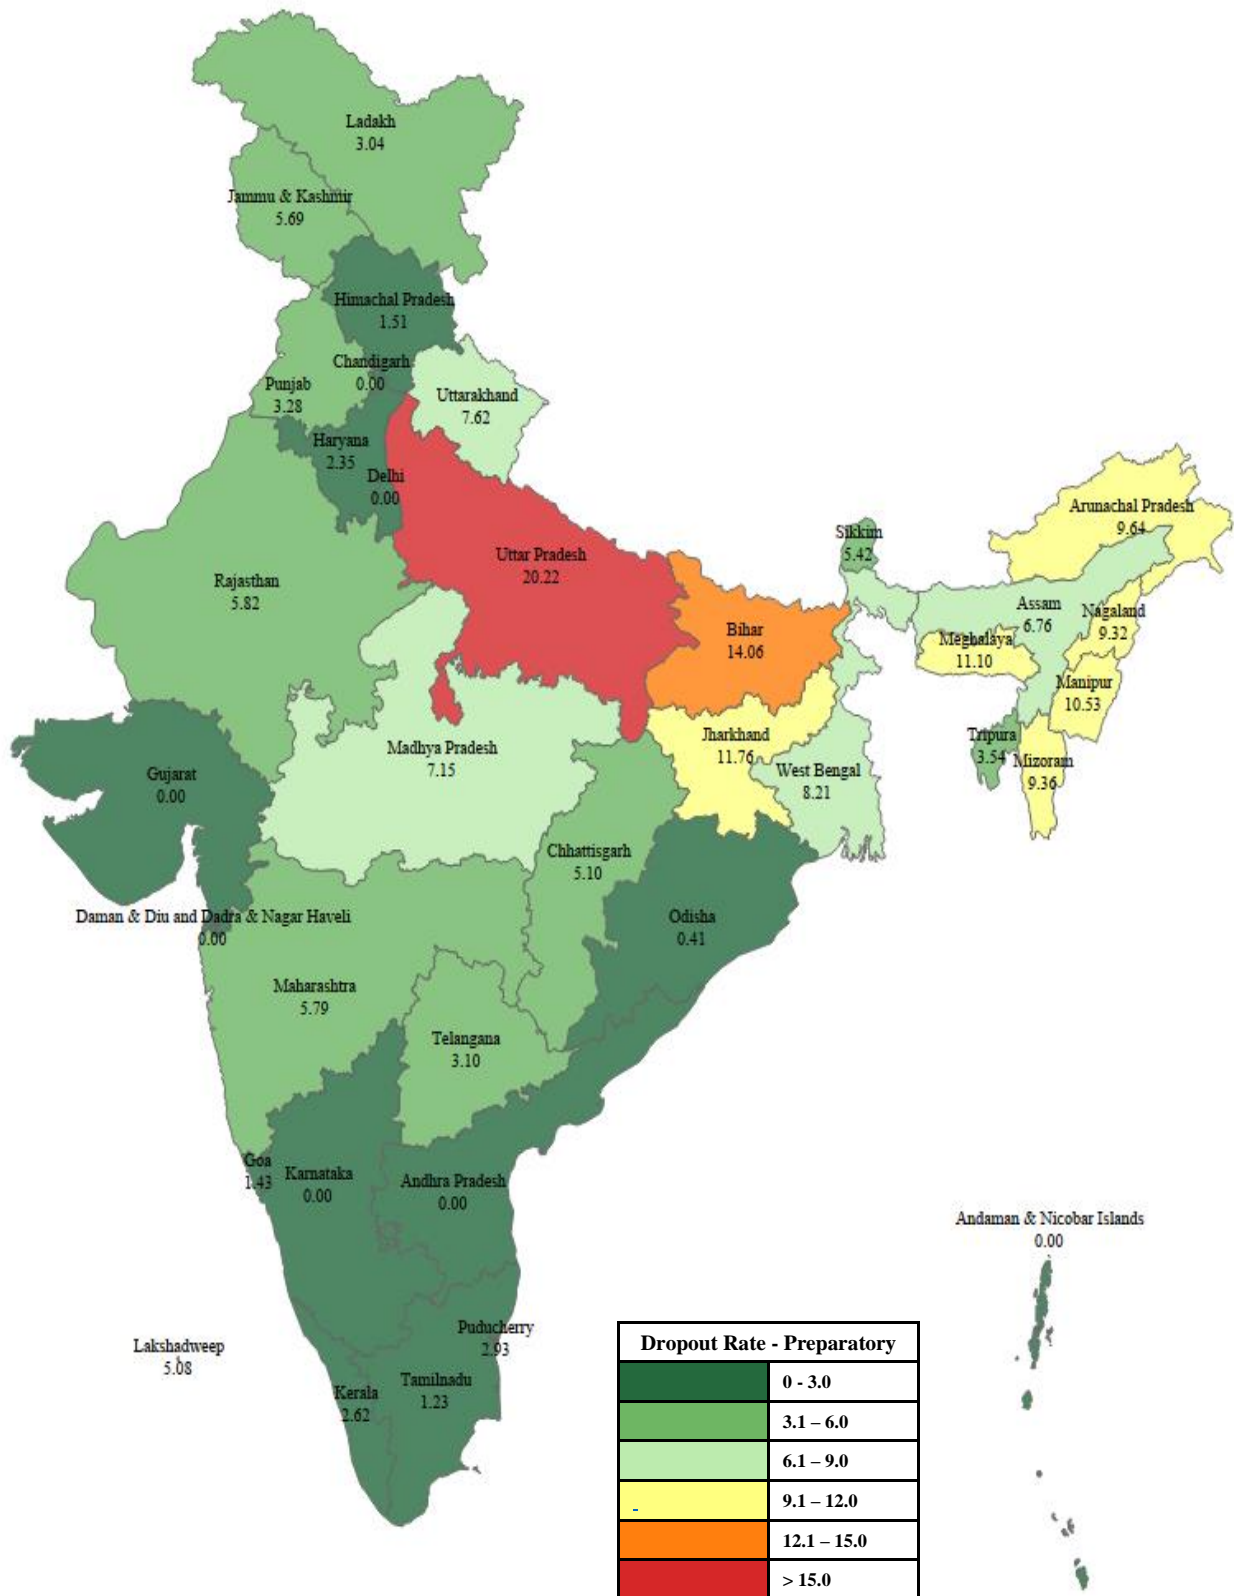 Ladakh
3.04
Jammu & Kashmir
5.69
Himachal Pradesh
1.51
Chandigarh
0.00
Punjab
3.28
Uttarakhand
7.62
Haryana
2.35
Delhi
0.00
Arunachal Pradesh
9.64
Sikkim
5.42
Uttar Pradesh
20.22
Rajasthan
5.82
Assam
6.76
Nagaland
9.32
Bihar
14.06
Meghalaya
11.10
Manipur
10.53
Jharkhand
11.76
Tripura
3.54
Mizoram
9.36
Madhya Pradesh
7.15
West Bengal
8.21
Gujarat
0.00
Chhattisgarh
5.10
Daman & Diu and Dadra & Nagar Haveli
0.00
Odisha
0.41
Maharashtra
5.79
Telangana
3.10
Goa
1.43
Karnataka
0.00
Andhra Pradesh
0.00
Andaman & Nicobar Islands
0.00
Puducherry
2.93
Lakshadweep
5.08
Kerala
2.62
Tamilnadu
1.23
Dropout Rate - Preparatory
0 - 3.0
3.1 – 6.0
6.1 – 9.0
- 9.1 – 12.0
12.1 – 15.0
> 15.0